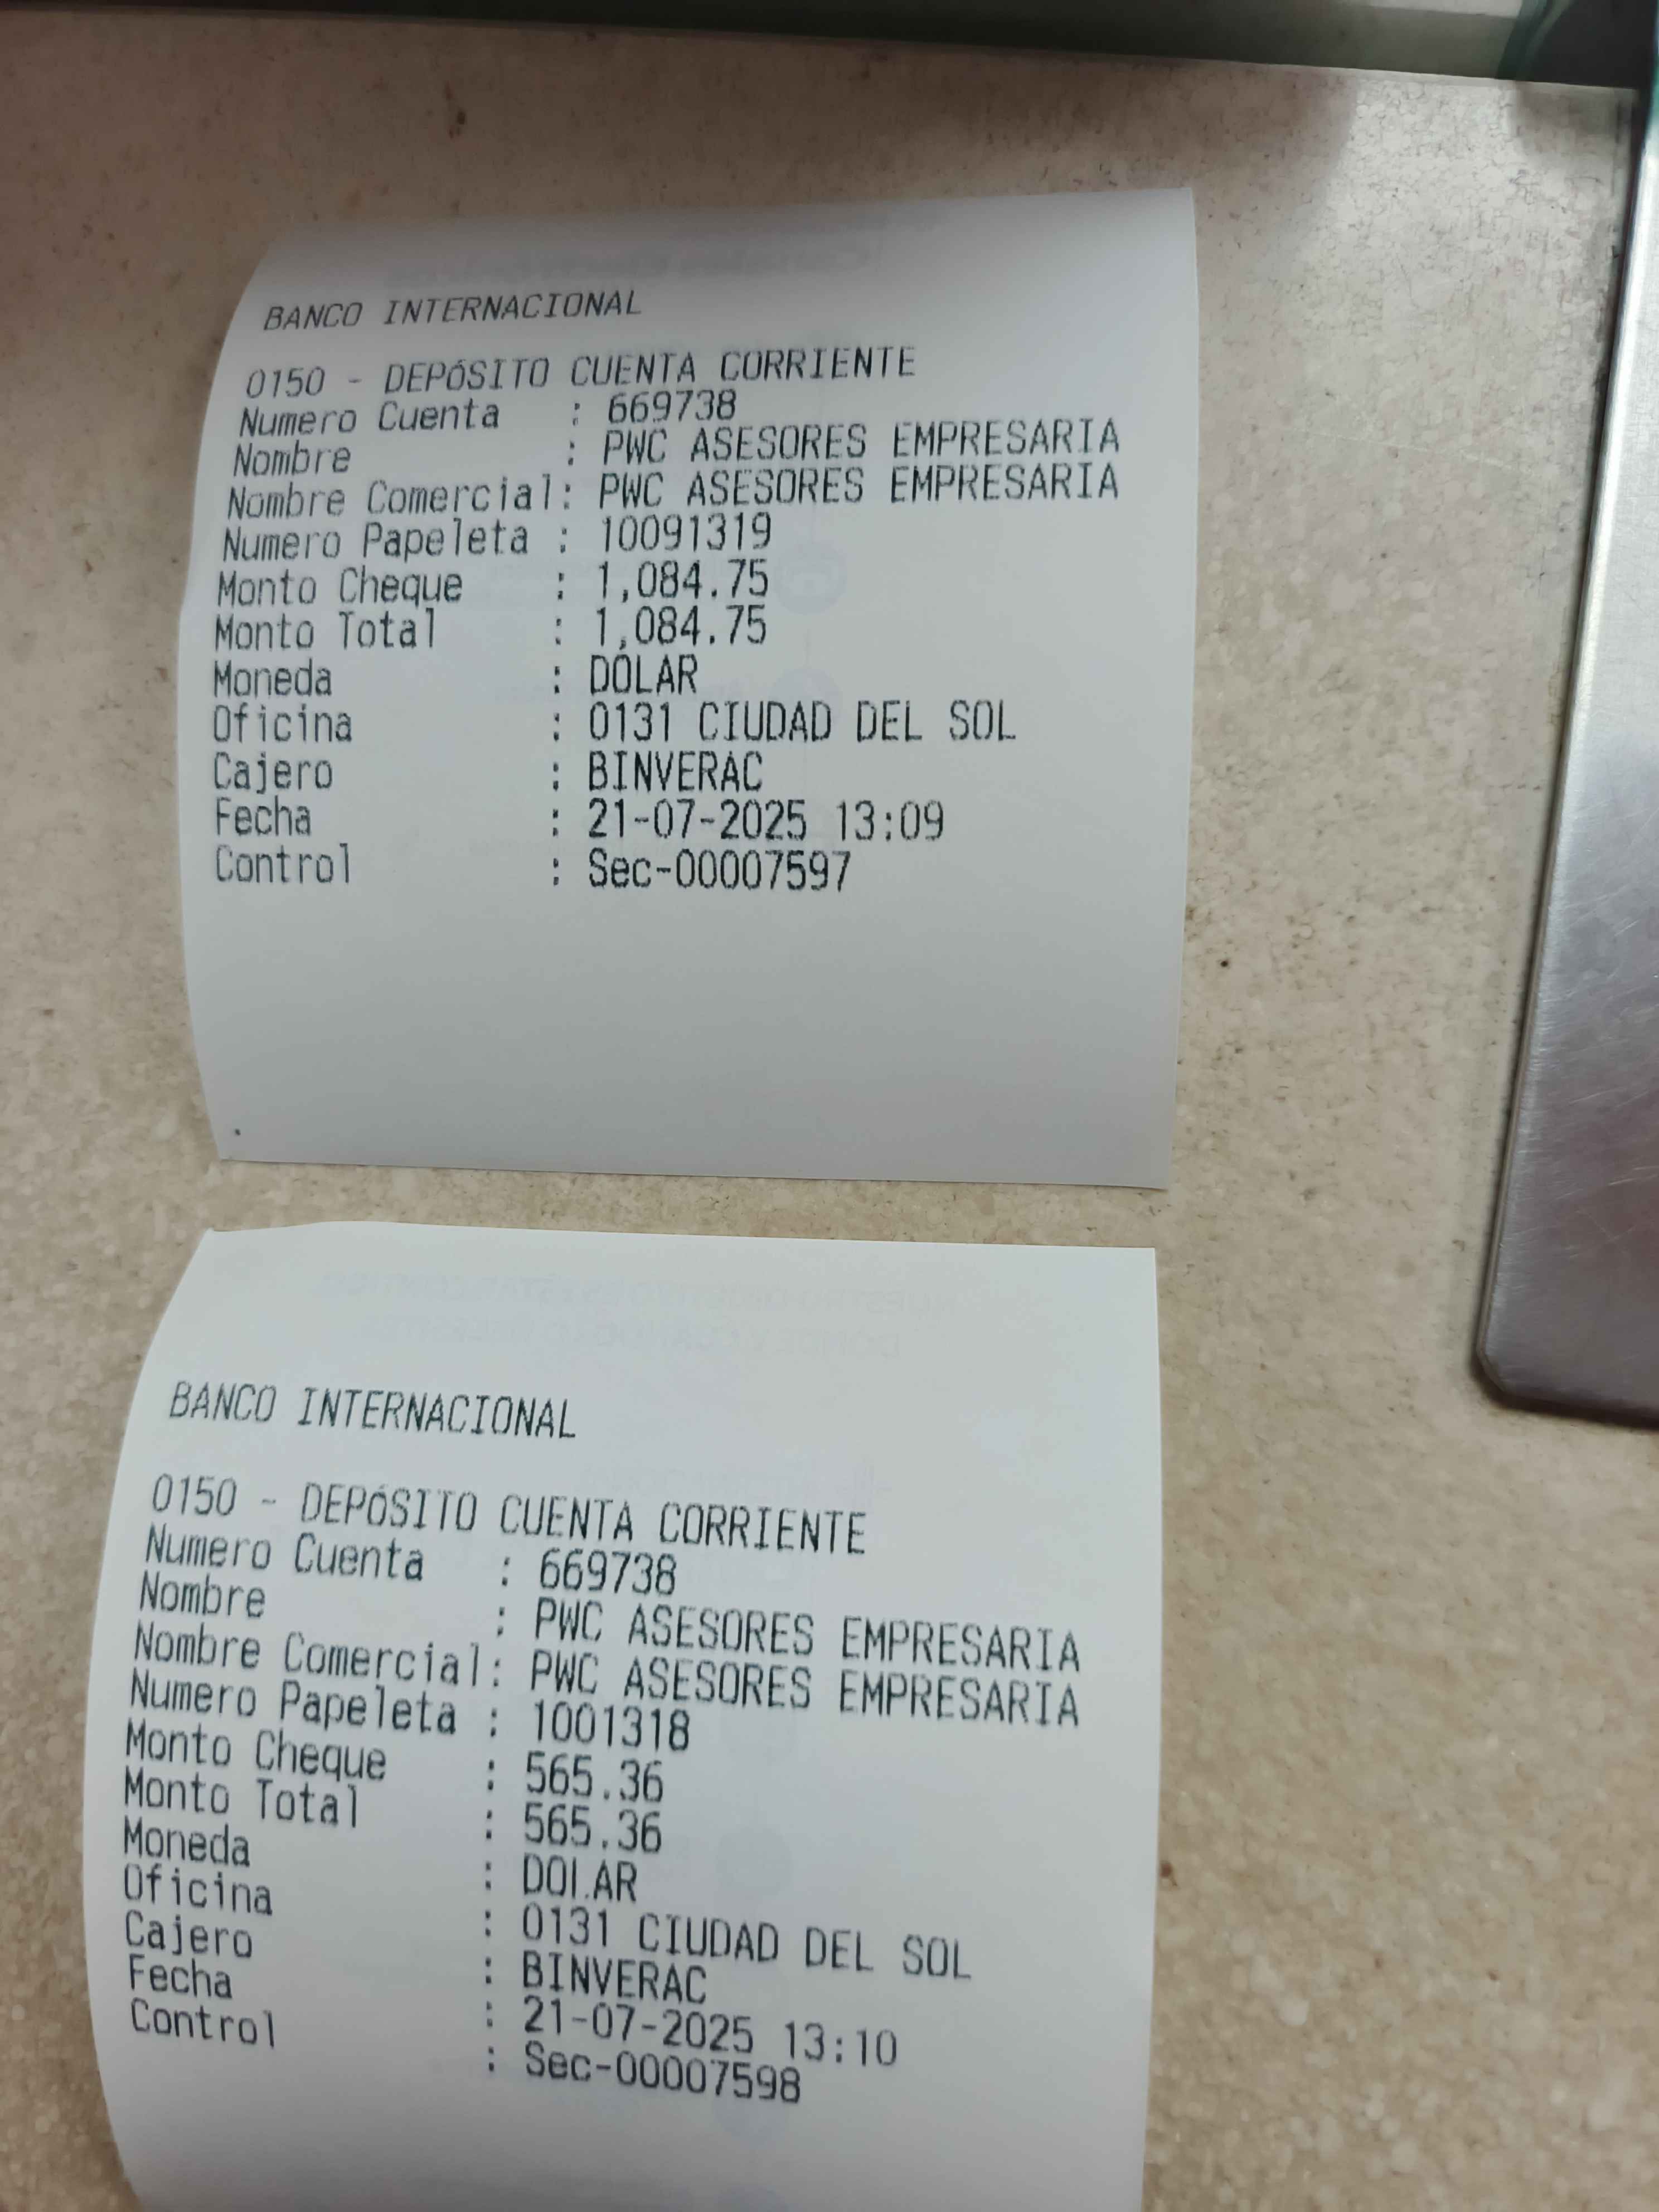 BANCO INTERNACIONAL
0150 - DEPÓSITO CUENTA CORRIENTE
Numero Cuenta : 669738
Nombre : PWC ASESORES EMPRESARIA
Nombre Comercial: PWC ASESORES EMPRESARIA
Numero Papeleta : 10091319
Monto Cheque : 1,084.75
Monto Total : 1,084.75
Moneda : DÓLAR
Oficina : 0131 CIUDAD DEL SOL
Cajero : BINVERAC
Fecha : 21-07-2025 13:09
Control : Sec-00007597
BANCO INTERNACIONAL
0150 - DEPÓSITO CUENTA CORRIENTE
Numero Cuenta : 669738
Nombre : PWC ASESORES EMPRESARIA
Nombre Comercial: PWC ASESORES EMPRESARIA
Numero Papeleta : 1001318
Monto Cheque : 565.36
Monto Total : 565.36
Moneda : DOLAR
Oficina : 0131 CIUDAD DEL SOL
Cajero : BINVERAC
Fecha : 21-07-2025 13:10
Control : Sec-00007598